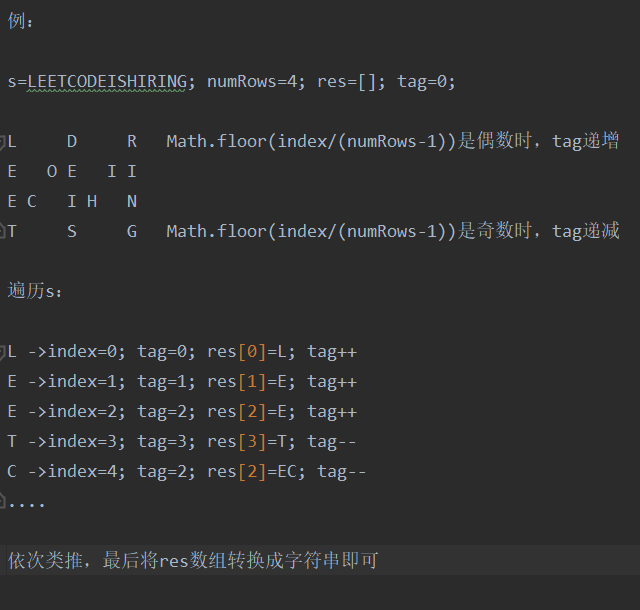 例：
s=LEETCODEISHIRING; numRows=4; res=[]; tag=0;
L     D     R   Math.floor(index/(numRows-1))是偶数时，tag递增
E   O E   I I
E C   I H   N
T     S     G   Math.floor(index/(numRows-1))是奇数时，tag递减
遍历s：
L ->index=0; tag=0; res[0]=L; tag++
E ->index=1; tag=1; res[1]=E; tag++
E ->index=2; tag=2; res[2]=E; tag++
T ->index=3; tag=3; res[3]=T; tag--
C ->index=4; tag=2; res[2]=EC; tag--
....
依次类推，最后将res数组转换成字符串即可